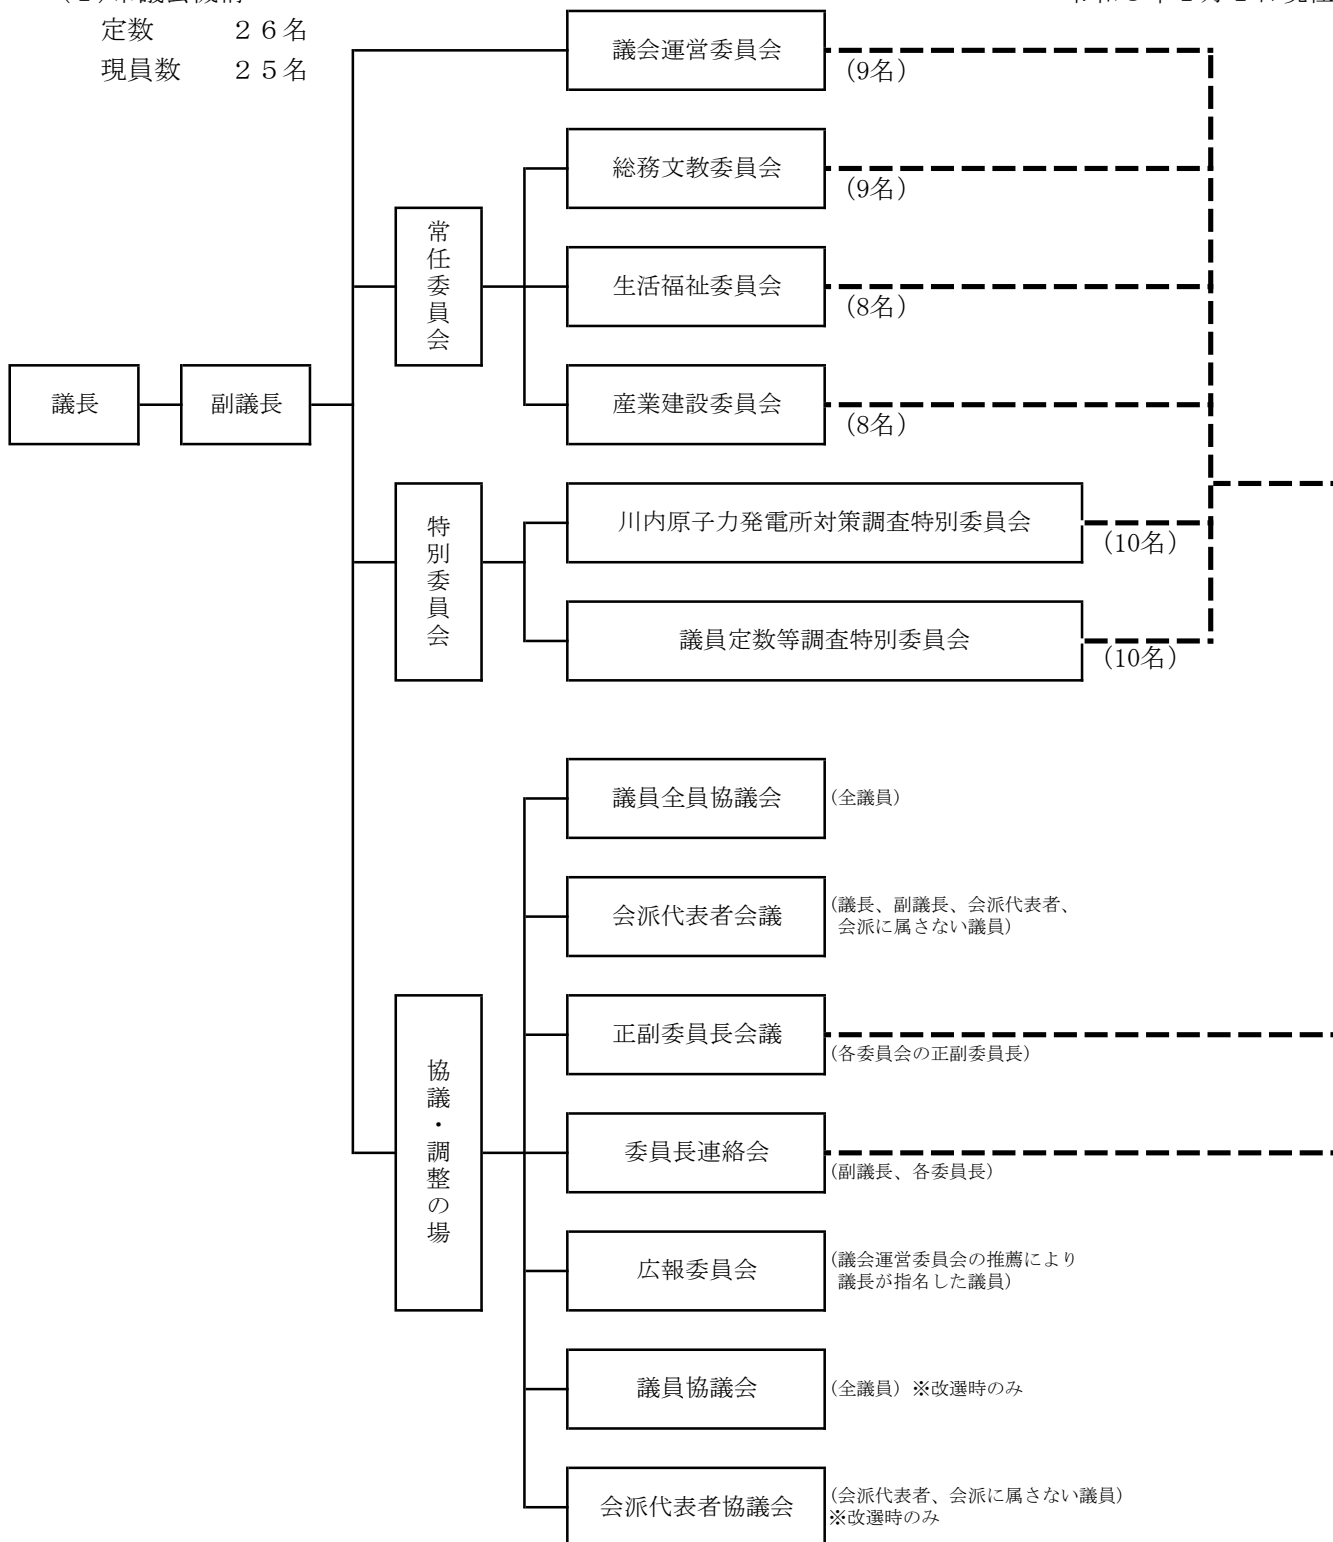 定数　　　２６名
現員数　　２５名
議会運営委員会
(9名)
総務文教委員会
(9名)
常任委員会
生活福祉委員会
(8名)
議長
副議長
産業建設委員会
(8名)
特別委員会
川内原子力発電所対策調査特別委員会
(10名)
議員定数等調査特別委員会
(10名)
議員全員協議会
(全議員)
会派代表者会議
(議長、副議長、会派代表者、
会派に属さない議員)
協議・調整の場
正副委員長会議
(各委員会の正副委員長)
委員長連絡会
(副議長、各委員長)
広報委員会
(議会運営委員会の推薦により
議長が指名した議員)
議員協議会
(全議員) ※改選時のみ
会派代表者協議会
(会派代表者、会派に属さない議員)
※改選時のみ